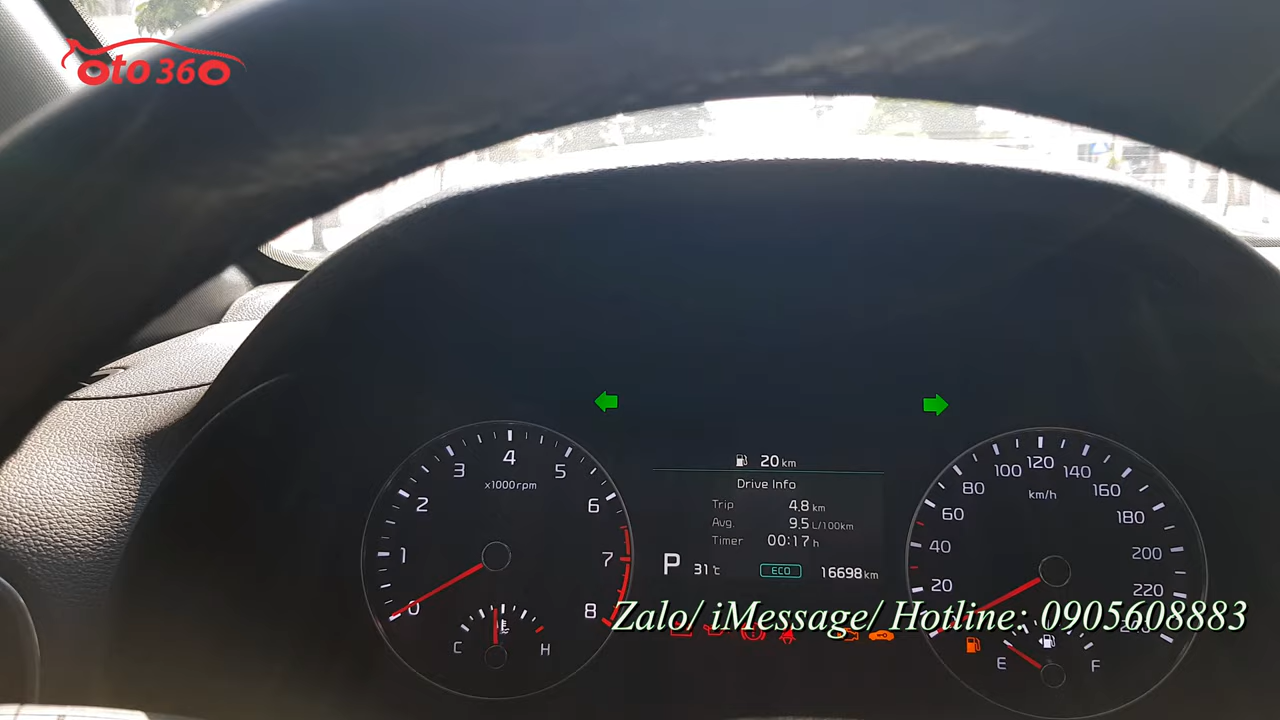 oto 360
20 km
Drive Info
Trip 4.8 km
Avg. 9.5 L/100km
Timer 00:17 h
P 31℃ ECO 16698 km
0 1 2 3 4 5 6 7 8
x1000rpm
C H
20 40 60 80 100 120 140 160 180 200 220
km/h
E F
Zalo/ iMessage/ Hotline: 0905608883